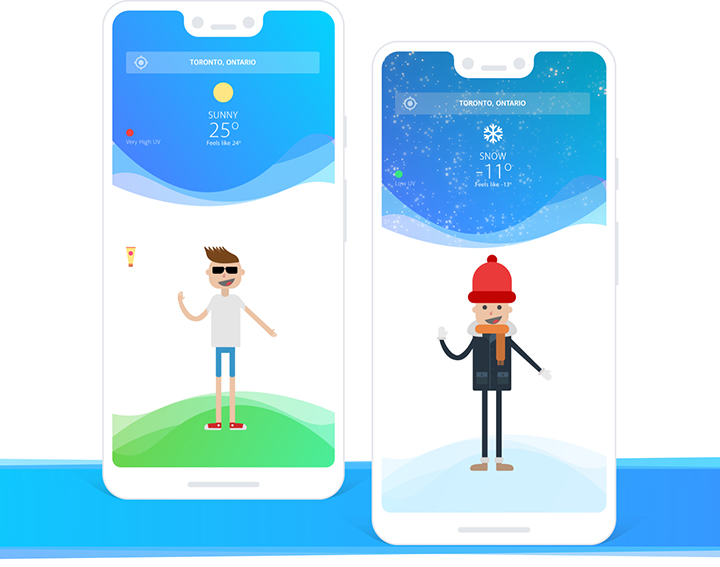 TORONTO, ONTARIO
SUNNY
25°
Feels like 24°
Very High UV
TORONTO, ONTARIO
SNOW
-11°
Feels like -13°
Low UV